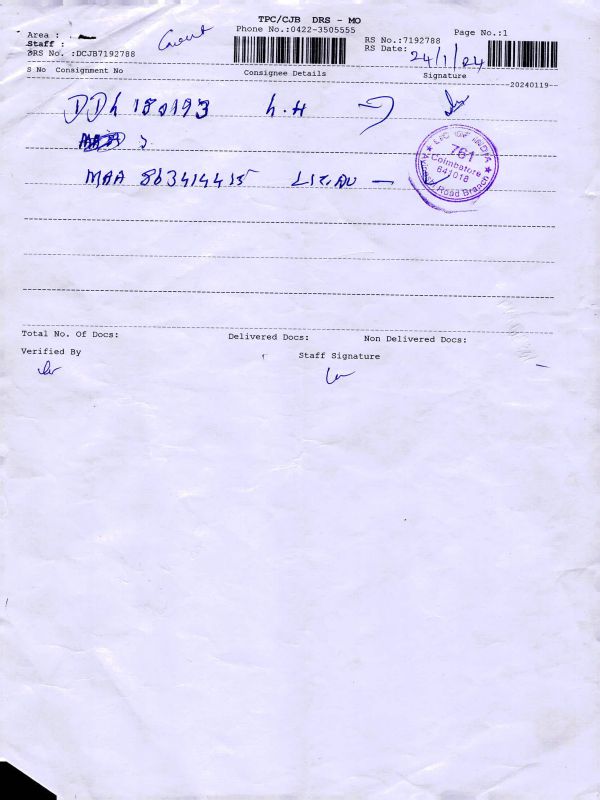 TPC/CJB DRS - MO
Area :
Phone No.:0422-3505555
Page No.:1
Staff :
RS No.:7192788
DRS No. :DCJB7192788
RS Date: 24/1/24
S No Consignment No Consignee Details Signature
--20240119--
DDh 150193 h.H
MAA 863414415
LIC OF INDIA
761
Coimbatore
641018
Road Branch
Total No. Of Docs: Delivered Docs: Non Delivered Docs:
Verified By Staff Signature